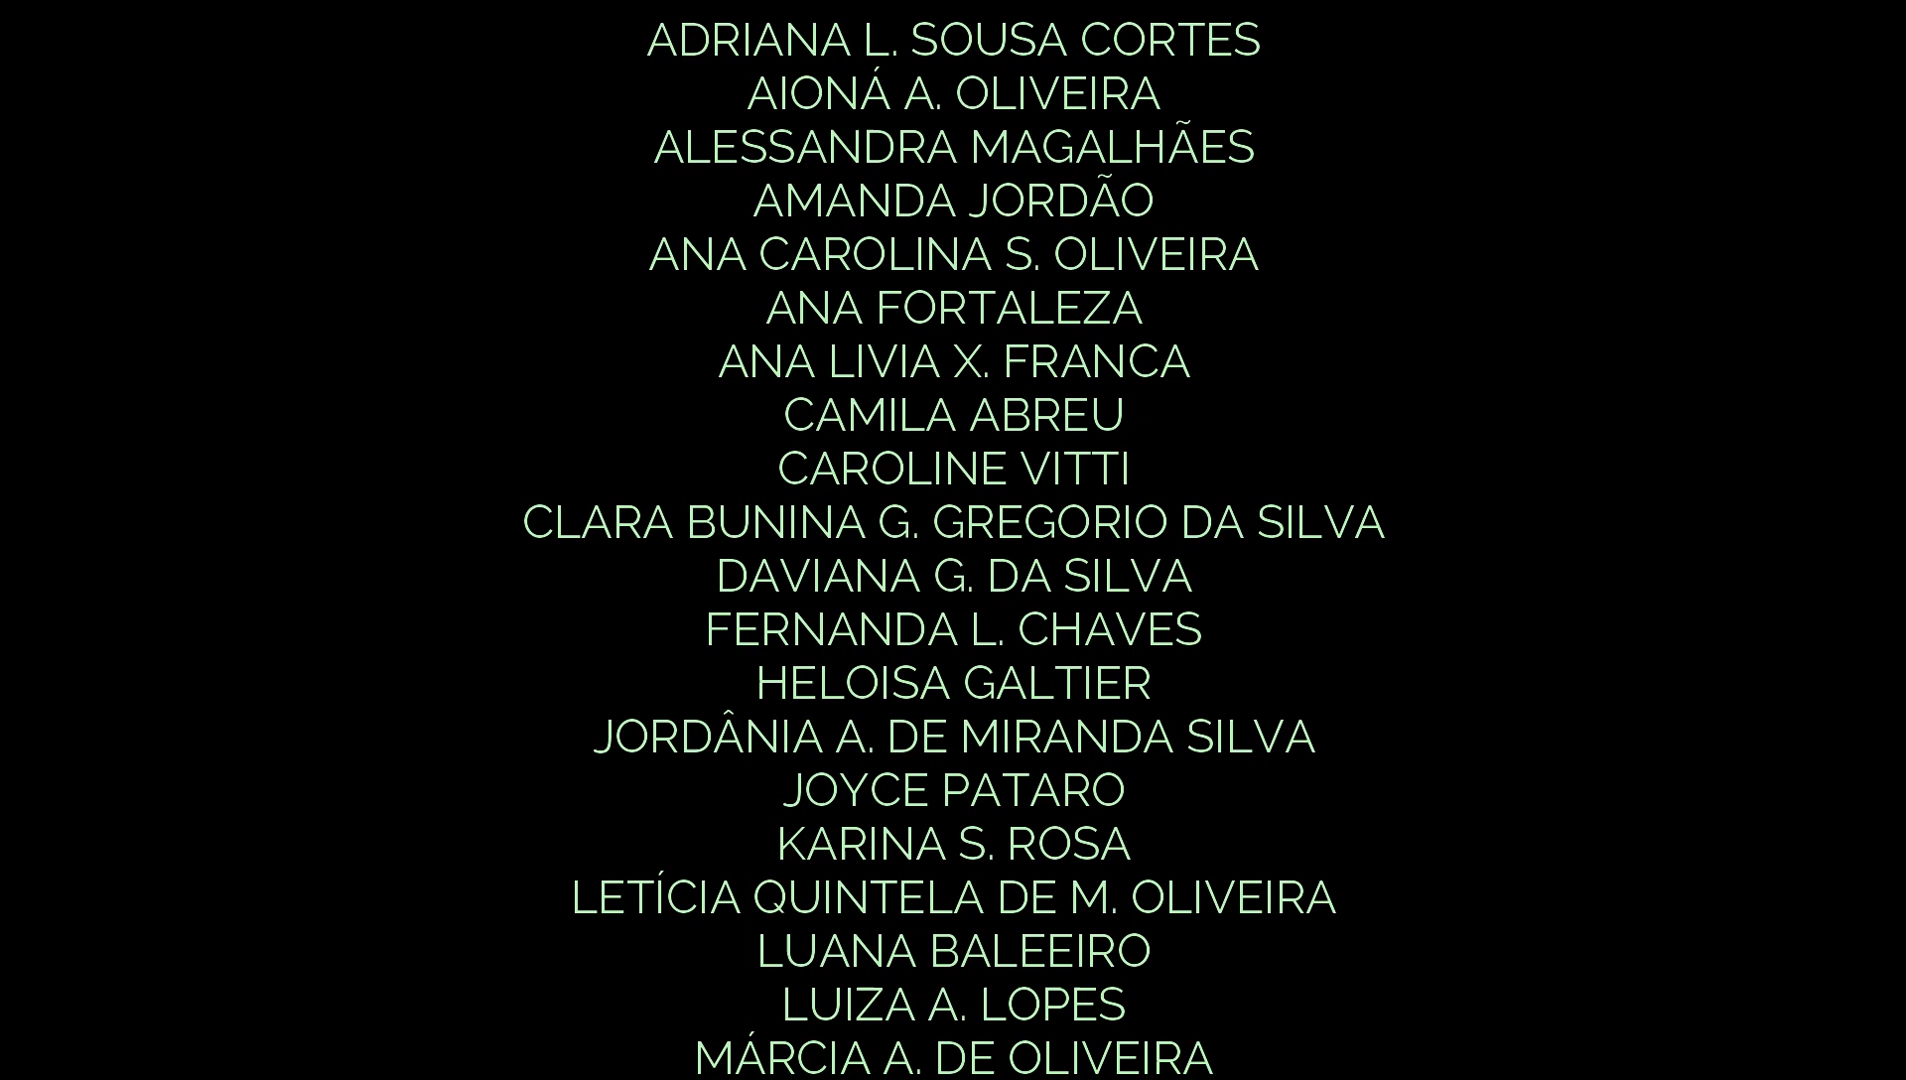 ADRIANA L. SOUSA CORTES
AIONÁ A. OLIVEIRA
ALESSANDRA MAGALHÃES
AMANDA JORDÃO
ANA CAROLINA S. OLIVEIRA
ANA FORTALEZA
ANA LIVIA X. FRANCA
CAMILA ABREU
CAROLINE VITTI
CLARA BUNINA G. GREGORIO DA SILVA
DAVIANA G. DA SILVA
FERNANDA L. CHAVES
HELOISA GALTIER
JORDÂNIA A. DE MIRANDA SILVA
JOYCE PATARO
KARINA S. ROSA
LETÍCIA QUINTELA DE M. OLIVEIRA
LUANA BALEEIRO
LUIZA A. LOPES
MÁRCIA A. DE OLIVEIRA